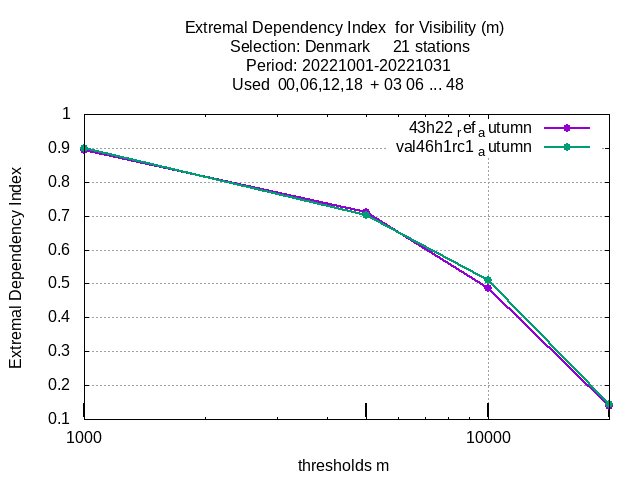 Extremal Dependency Index  for Visibility (m)
Selection: Denmark     21 stations
Period: 20221001-20221031
Used  00,06,12,18  + 03 06 ... 48
1
43h22 ref autumn
0.9
val46h1rc1 autumn
0.8
0.7
0.6
0.5
0.4
0.3
0.2
0.1
Extremal Dependency Index
1000
10000
thresholds m